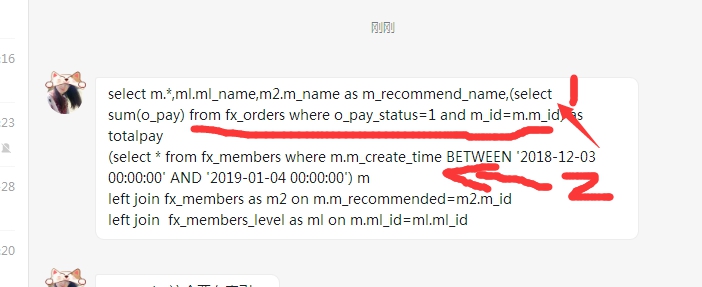 刚刚
:16
select m.*,ml.ml_name,m2.m_name as m_recommend_name,(select
1
sum(o_pay) from fx_orders where o_pay_status=1 and m_id=m.m_id) as
:23
totalpay
(select * from fx_members where m.m_create_time BETWEEN '2018-12-03
00:00:00' AND '2019-01-04 00:00:00') m
2
:28
left join fx_members as m2 on m.m_recommended=m2.m_id
left join  fx_members_level as ml on m.ml_id=ml.ml_id
:20